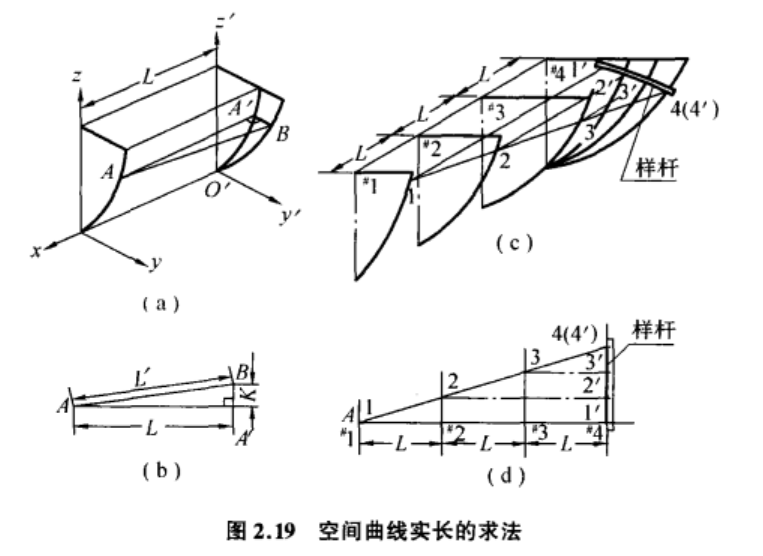 z
z′
L
A′
B
A
O′
x
y
y′
(a)
L
L
L
#1
#2
#3
#4
1
2
3
1′
2′
3′
4(4′)
样杆
(c)
A
L′
B
K
L
A′
(b)
A
1
2
3
4(4′)
样杆
3′
2′
1′
#1
L
#2
L
#3
L
#4
(d)
图 2.19 空间曲线实长的求法